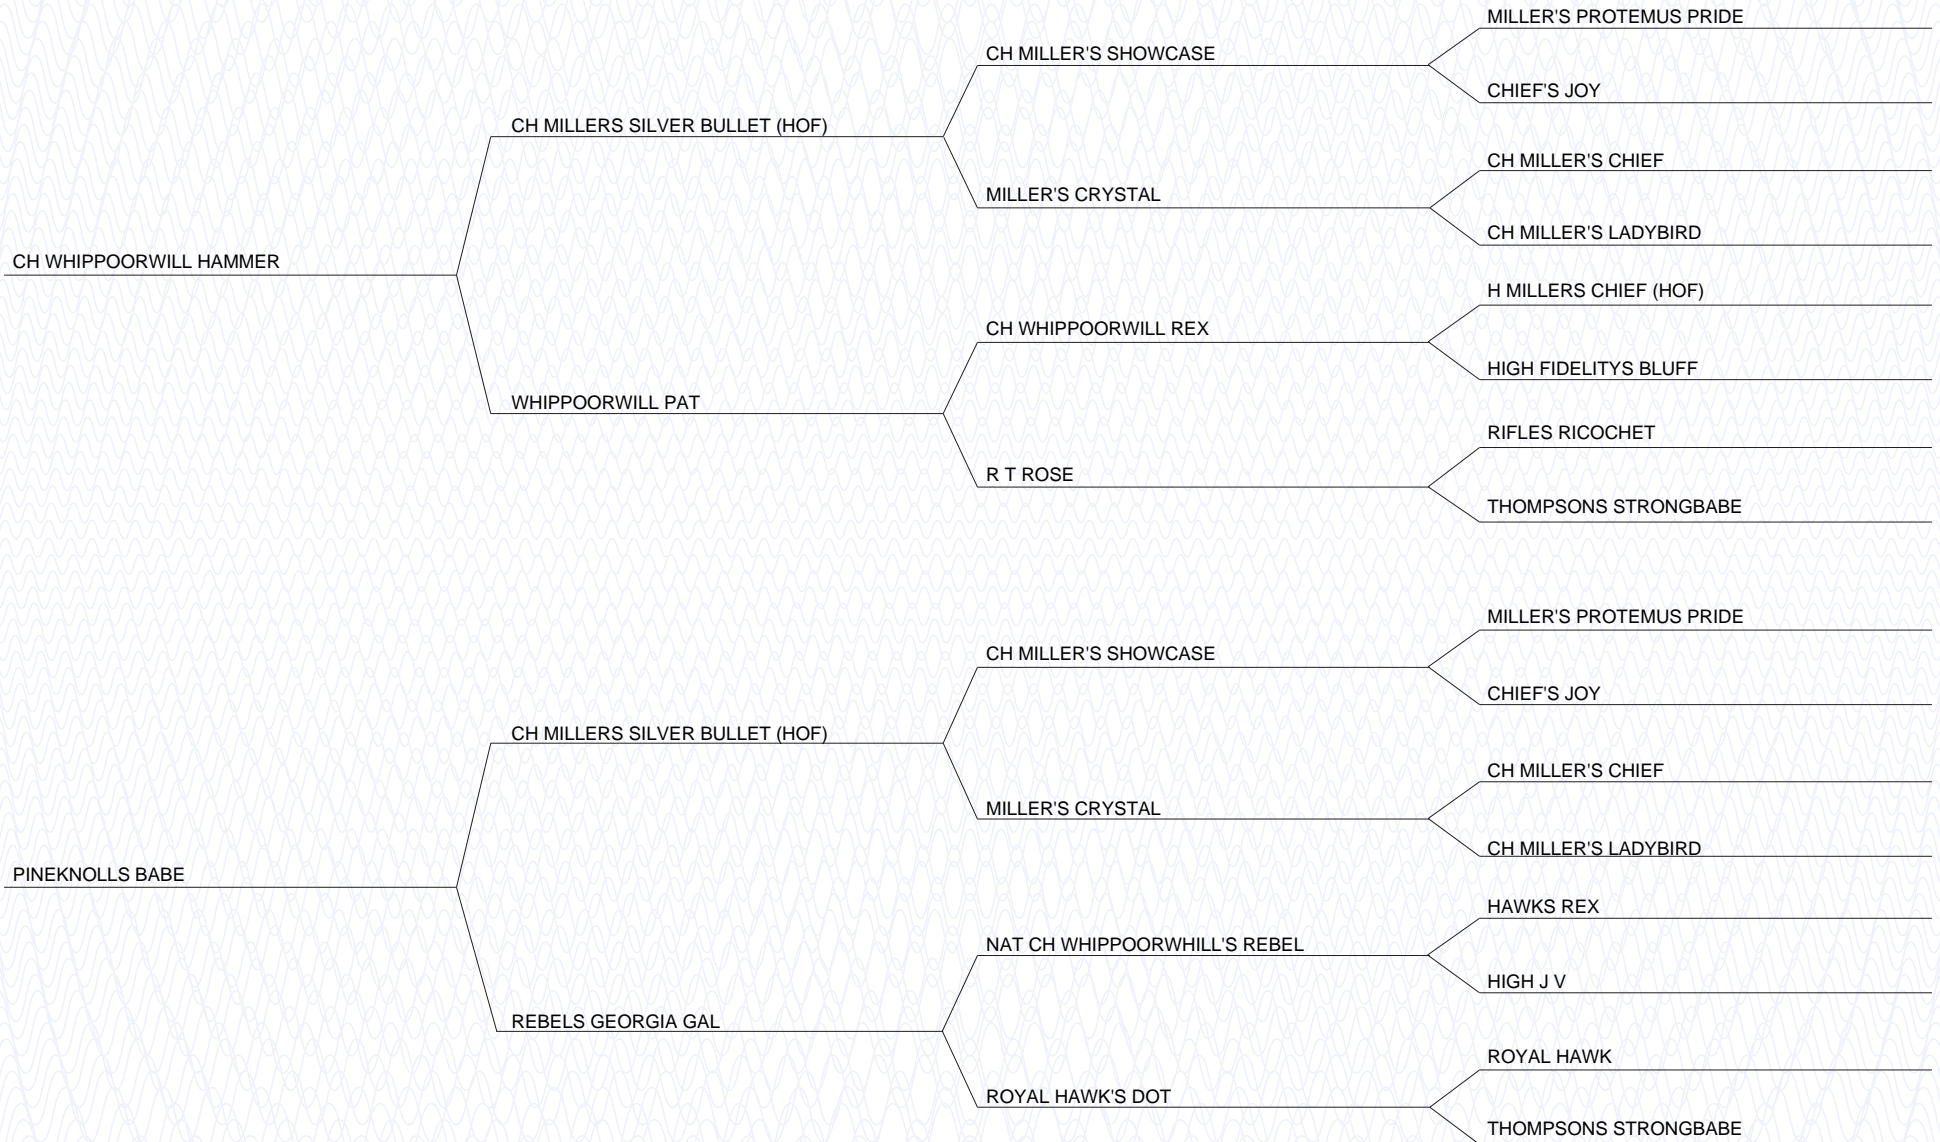 MILLER'S PROTEMUS PRIDE
CH MILLER'S SHOWCASE
CHIEF'S JOY
CH MILLERS SILVER BULLET (HOF)
CH MILLER'S CHIEF
MILLER'S CRYSTAL
CH MILLER'S LADYBIRD
CH WHIPPOORWILL HAMMER
H MILLERS CHIEF (HOF)
CH WHIPPOORWILL REX
HIGH FIDELITYS BLUFF
WHIPPOORWILL PAT
RIFLES RICOCHET
R T ROSE
THOMPSONS STRONGBABE
MILLER'S PROTEMUS PRIDE
CH MILLER'S SHOWCASE
CHIEF'S JOY
CH MILLERS SILVER BULLET (HOF)
CH MILLER'S CHIEF
MILLER'S CRYSTAL
CH MILLER'S LADYBIRD
PINEKNOLLS BABE
HAWKS REX
NAT CH WHIPPOORWHILL'S REBEL
HIGH J V
REBELS GEORGIA GAL
ROYAL HAWK
ROYAL HAWK'S DOT
THOMPSONS STRONGBABE